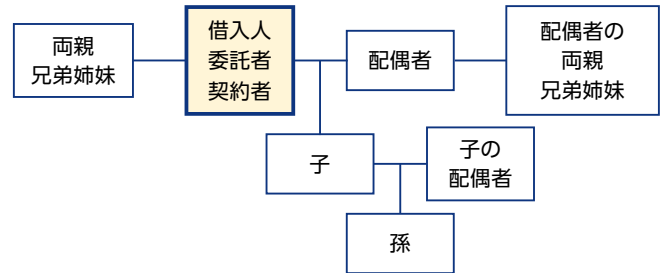 両親
兄弟姉妹
借入人
委託者
契約者
配偶者
配偶者の
両親
兄弟姉妹
子
子の
配偶者
孫